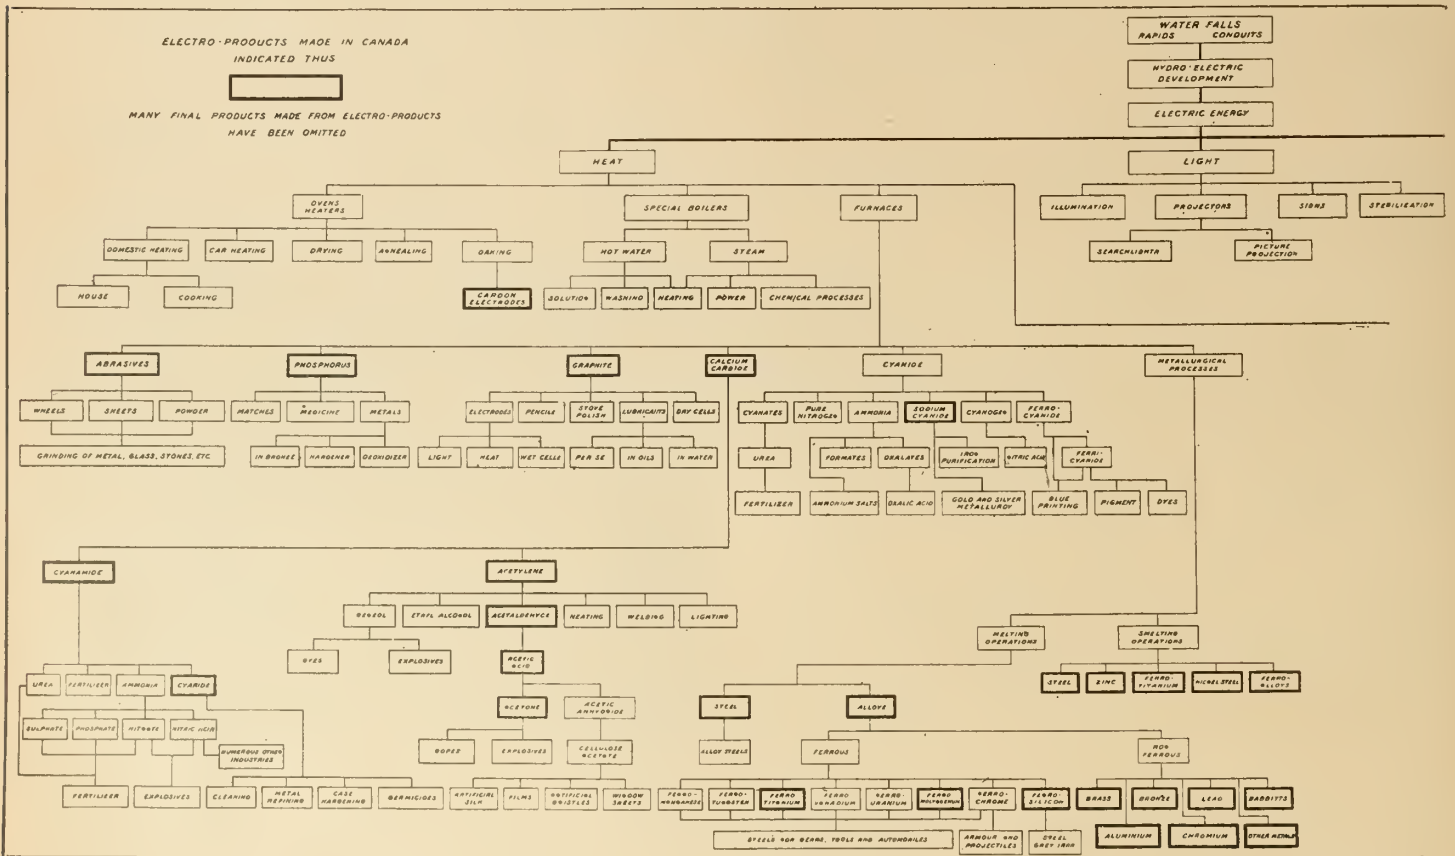 ELECTRO-PRODUCTS MADE IN CANADA
INDICATED THUS
MANY FINAL PRODUCTS MADE FROM ELECTRO-PRODUCTS
HAVE BEEN OMITTED
WATER FALLS
RAPIDS CONDUITS
HYDRO-ELECTRIC
DEVELOPMENT
ELECTRIC ENERGY
HEAT
LIGHT
OVENS
HEATERS
SPECIAL BOILERS
FURNACES
ILLUMINATION
PROJECTORS
SIGNS
STERILIZATION
DOMESTIC HEATING
CAR HEATING
DRYING
ANNEALING
BAKING
HOT WATER
STEAM
SEARCHLIGHTS
PICTURE
PROJECTION
HOUSE
COOKING
CARBON
ELECTRODES
SOLUTION
WASHING
HEATING
POWER
CHEMICAL PROCESSES
ABRASIVES
PHOSPHORUS
GRAPHITE
CALCIUM
CARBIDE
CYANIDE
METALLURGICAL
PROCESSES
WHEELS
SHEETS
POWDER
MATCHES
MEDICINE
METALS
ELECTRODES
PENCILS
STOVE
POLISH
LUBRICANTS
DRY CELLS
CYANATES
PURE
NITROGEN
AMMONIA
SODIUM
CYANIDE
CYANOGEN
FERRO-
CYANIDE
GRINDING OF METAL, GLASS, STONES, ETC
IN BRONZE
HARDENER
DEOXIDIZER
LIGHT
HEAT
WET CELLS
PER SE
IN OILS
IN WATER
UREA
FORMATES
OXALATES
IRON
PURIFICATION
NITRIC ACID
FERRI-
CYANIDE
FERTILIZER
AMMONIUM SALTS
OXALIC ACID
GOLD AND SILVER
METALLURGY
BLUE
PRINTING
PIGMENT
DYES
CYANAMIDE
ACETYLENE
BENZOL
ETHYL ALCOHOL
ACETALDEHYDE
HEATING
WELDING
LIGHTING
MELTING
OPERATIONS
SMELTING
OPERATIONS
DYES
EXPLOSIVES
ACETIC
ACID
UREA
FERTILIZER
AMMONIA
CYANIDE
STEEL
ZINC
FERRO-
TITANIUM
NICKEL STEEL
FERRO-
ALLOYS
ACETONE
ACETIC
ANHYDRIDE
STEEL
ALLOYS
SULPHATE
PHOSPHATE
NITRATE
NITRIC ACID
NUMEROUS OTHER
INDUSTRIES
DOPES
EXPLOSIVES
CELLULOSE
ACETATE
ALLOY STEELS
FERROUS
NON
FERROUS
FERTILIZER
EXPLOSIVES
CLEANING
METAL
REFINING
CASE
HARDENING
GERMICIDES
ARTIFICIAL
SILK
FILMS
ARTIFICIAL
BRISTLES
WINDOW
SHEETS
FERRO-
MANGANESE
FERRO-
TUNGSTEN
FERRO
TITANIUM
FERRO
VANADIUM
FERRO-
URANIUM
FERRO
MOLYBDENUM
FERRO-
CHROME
FERRO-
SILICON
BRASS
BRONZE
LEAD
BABBITTS
STEELS FOR GEARS, TOOLS AND AUTOMOBILES
ARMOUR AND
PROJECTILES
STEEL
GREY IRON
ALUMINIUM
CHROMIUM
OTHER METALS